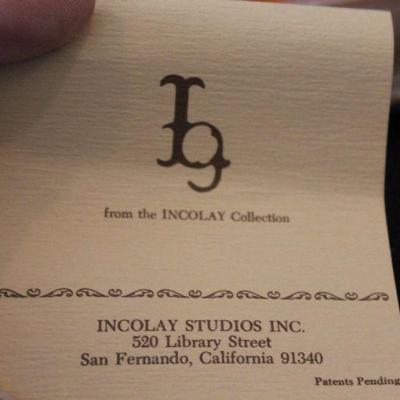 from the INCOLAY Collection
INCOLAY STUDIOS INC.
520 Library Street
San Fernando, California 91340
Patents Pending